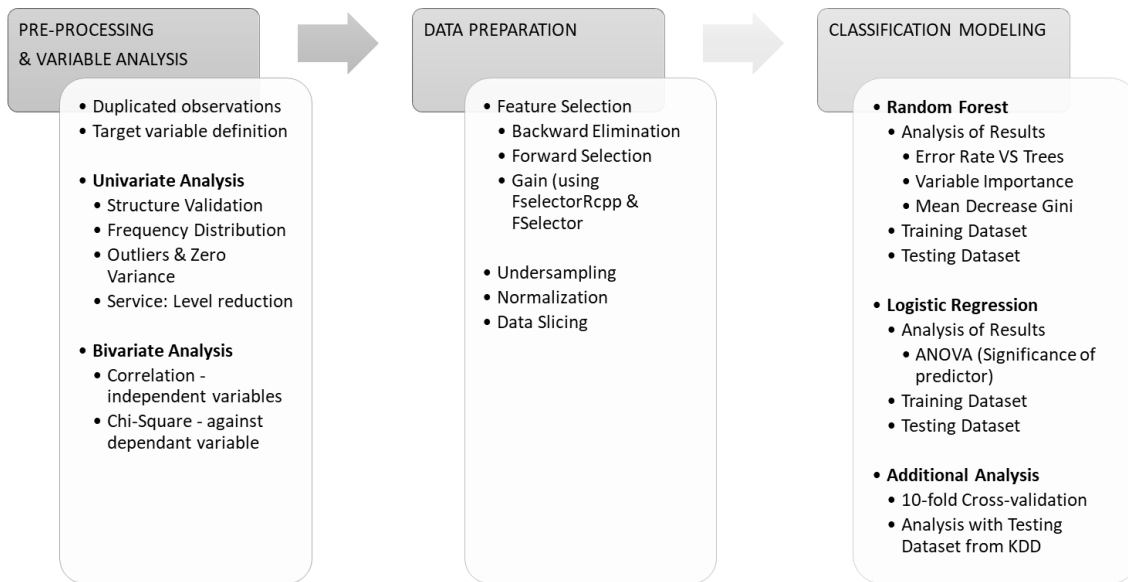 PRE-PROCESSING
& VARIABLE ANALYSIS
• Duplicated observations
• Target variable definition
• Univariate Analysis
• Structure Validation
• Frequency Distribution
• Outliers & Zero
Variance
• Service: Level reduction
• Bivariate Analysis
• Correlation -
independent variables
• Chi-Square - against
dependant variable
DATA PREPARATION
• Feature Selection
• Backward Elimination
• Forward Selection
• Gain (using
FselectorRcpp &
FSelector
• Undersampling
• Normalization
• Data Slicing
CLASSIFICATION MODELING
• Random Forest
• Analysis of Results
• Error Rate VS Trees
• Variable Importance
• Mean Decrease Gini
• Training Dataset
• Testing Dataset
• Logistic Regression
• Analysis of Results
• ANOVA (Significance of
predictor)
• Training Dataset
• Testing Dataset
• Additional Analysis
• 10-fold Cross-validation
• Analysis with Testing
Dataset from KDD